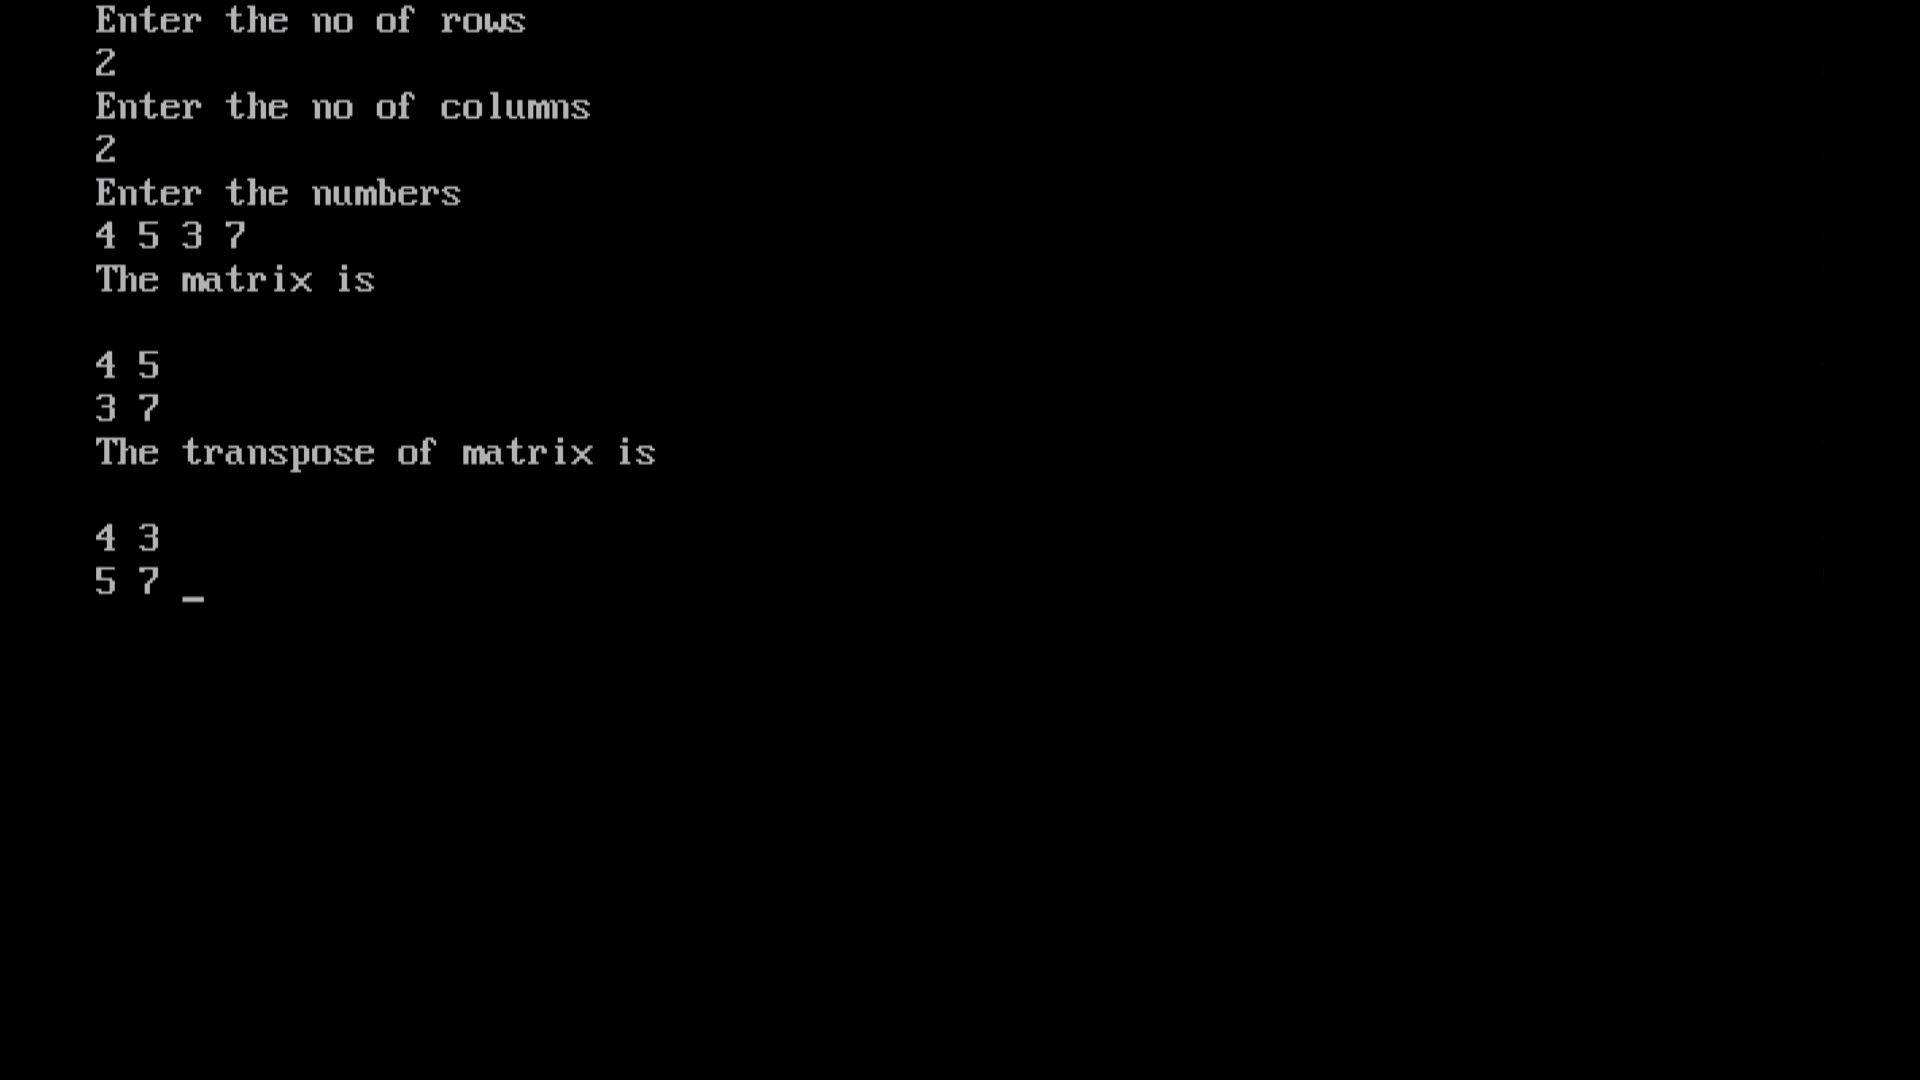 Enter the no of rows
2
Enter the no of columns
2
Enter the numbers
4 5 3 7
The matrix is
4 5
3 7
The transpose of matrix is
4 3
5 7 _